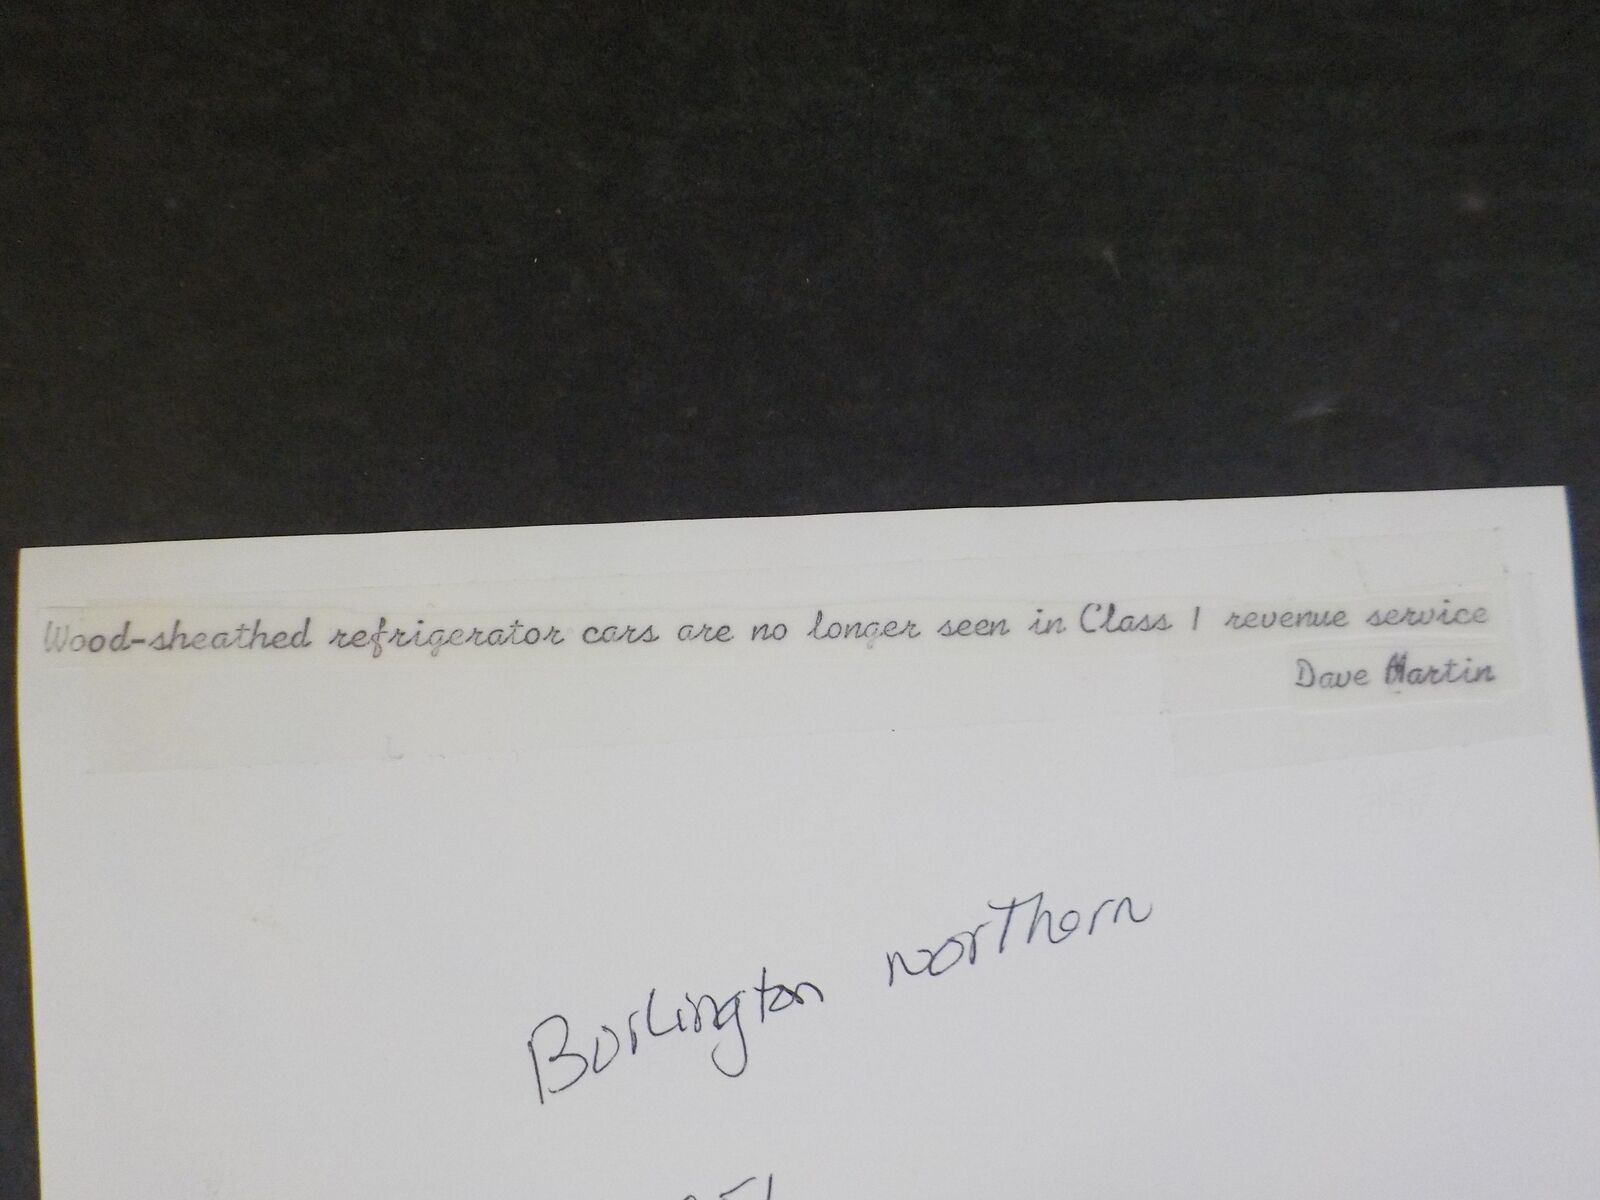 Wood-sheathed refrigerator cars are no longer seen in Class 1 revenue service
Dave Martin
Burlington northern